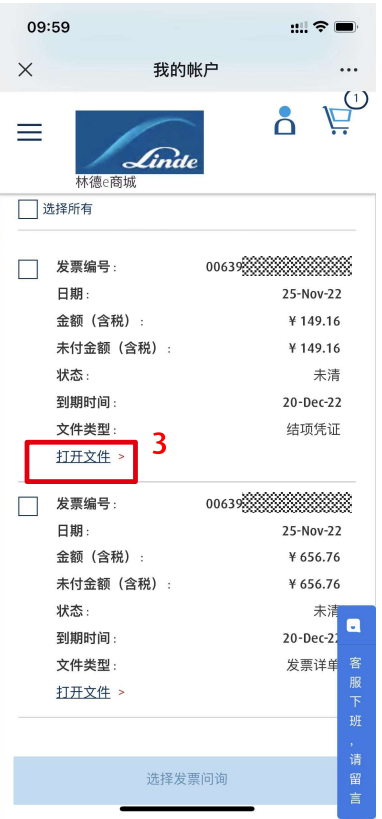 09:59
我的帐户
1
Linde
林德e商城
选择所有
发票编号: 00639
日期: 25-Nov-22
金额（含税）: ¥ 149.16
未付金额（含税）: ¥ 149.16
状态: 未清
到期时间: 20-Dec-22
文件类型: 结项凭证
打开文件 >
3
发票编号: 00639
日期: 25-Nov-22
金额（含税）: ¥ 656.76
未付金额（含税）: ¥ 656.76
状态: 未清
到期时间: 20-Dec-2
文件类型: 发票详单
打开文件 >
客服下班，请留言
选择发票问询